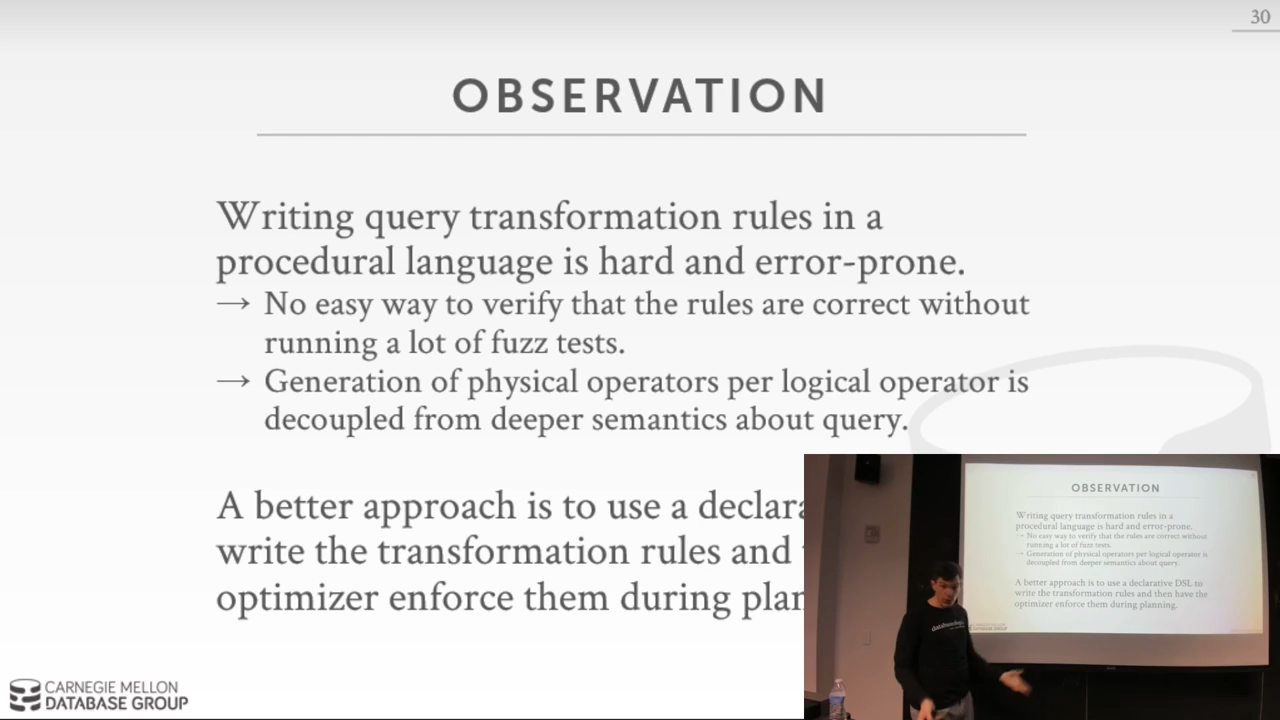 30
OBSERVATION
Writing query transformation rules in a
procedural language is hard and error-prone.
→ No easy way to verify that the rules are correct without
running a lot of fuzz tests.
→ Generation of physical operators per logical operator is
decoupled from deeper semantics about query.
A better approach is to use a declara
write the transformation rules and
optimizer enforce them during plan
CARNEGIE MELLON
DATABASE GROUP
OBSERVATION
Writing query transformation rules in a
procedural language is hard and error-prone.
→ No easy way to verify that the rules are correct without
running a lot of fuzz tests.
→ Generation of physical operators per logical operator is
decoupled from deeper semantics about query.
A better approach is to use a declarative DSL to
write the transformation rules and then have the
optimizer enforce them during planning.